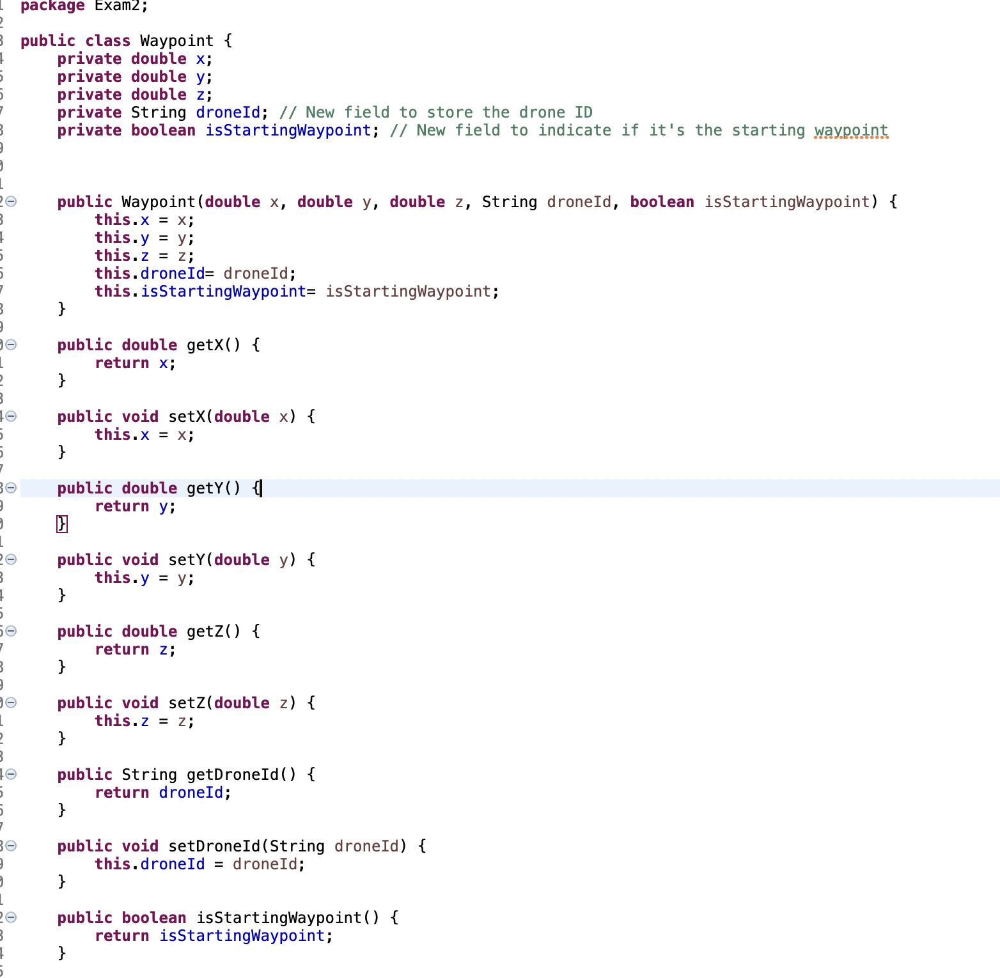 package Exam2;
public class Waypoint {
    private double x;
    private double y;
    private double z;
    private String droneId; // New field to store the drone ID
    private boolean isStartingWaypoint; // New field to indicate if it's the starting waypoint
    public Waypoint(double x, double y, double z, String droneId, boolean isStartingWaypoint) {
        this.x = x;
        this.y = y;
        this.z = z;
        this.droneId= droneId;
        this.isStartingWaypoint= isStartingWaypoint;
    }
    public double getX() {
        return x;
    }
    public void setX(double x) {
        this.x = x;
    }
    public double getY() {
        return y;
    }
    public void setY(double y) {
        this.y = y;
    }
    public double getZ() {
        return z;
    }
    public void setZ(double z) {
        this.z = z;
    }
    public String getDroneId() {
        return droneId;
    }
    public void setDroneId(String droneId) {
        this.droneId = droneId;
    }
    public boolean isStartingWaypoint() {
        return isStartingWaypoint;
    }